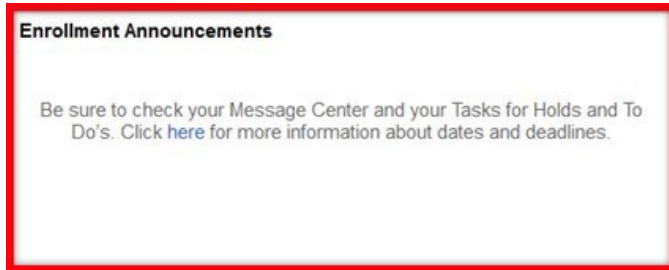 Enrollment Announcements
Be sure to check your Message Center and your Tasks for Holds and To
Do's. Click here for more information about dates and deadlines.